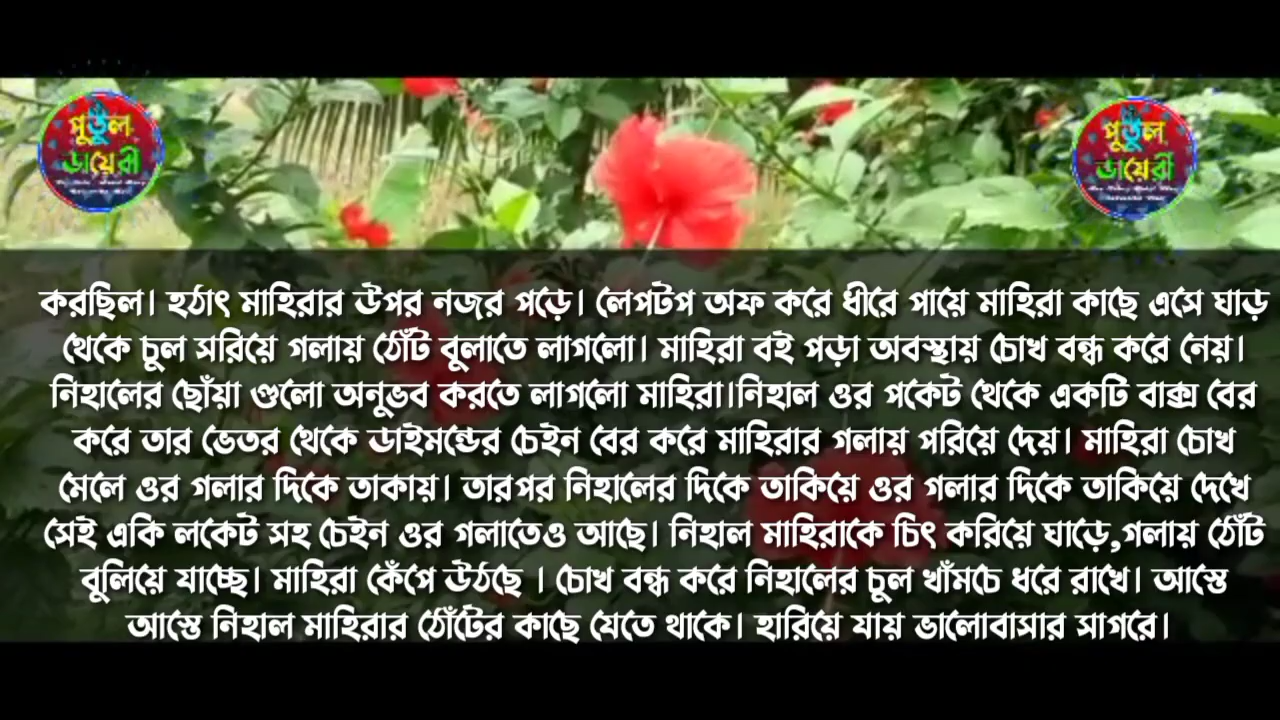 পুতুল
ডায়েরী
পুতুল
ডায়েরী
করছিল। হঠাৎ মাহিরার উপর নজর পড়ে। লেপটপ অফ করে ধীরে পায়ে মাহিরা কাছে এসে ঘাড়
থেকে চুল সরিয়ে গলায় ঠোঁট বুলাতে লাগলো। মাহিরা বই পড়া অবস্থায় চোখ বন্ধ করে নেয়।
নিহালের ছোঁয়া গুলো অনুভব করতে লাগলো মাহিরা।নিহাল ওর পকেট থেকে একটি বাক্স বের
করে তার ভেতর থেকে ডাইমন্ডের চেইন বের করে মাহিরার গলায় পরিয়ে দেয়। মাহিরা চোখ
মেলে ওর গলার দিকে তাকায়। তারপর নিহালের দিকে তাকিয়ে ওর গলার দিকে তাকিয়ে দেখে
সেই একি লকেট সহ চেইন ওর গলাতেও আছে। নিহাল মাহিরাকে চিৎ করিয়ে ঘাড়ে,গলায় ঠোঁট
বুলিয়ে যাচ্ছে। মাহিরা কেঁপে উঠছে । চোখ বন্ধ করে নিহালের চুল খাঁমচে ধরে রাখে। আস্তে
আস্তে নিহাল মাহিরার ঠোঁটের কাছে যেতে থাকে। হারিয়ে যায় ভালোবাসার সাগরে।